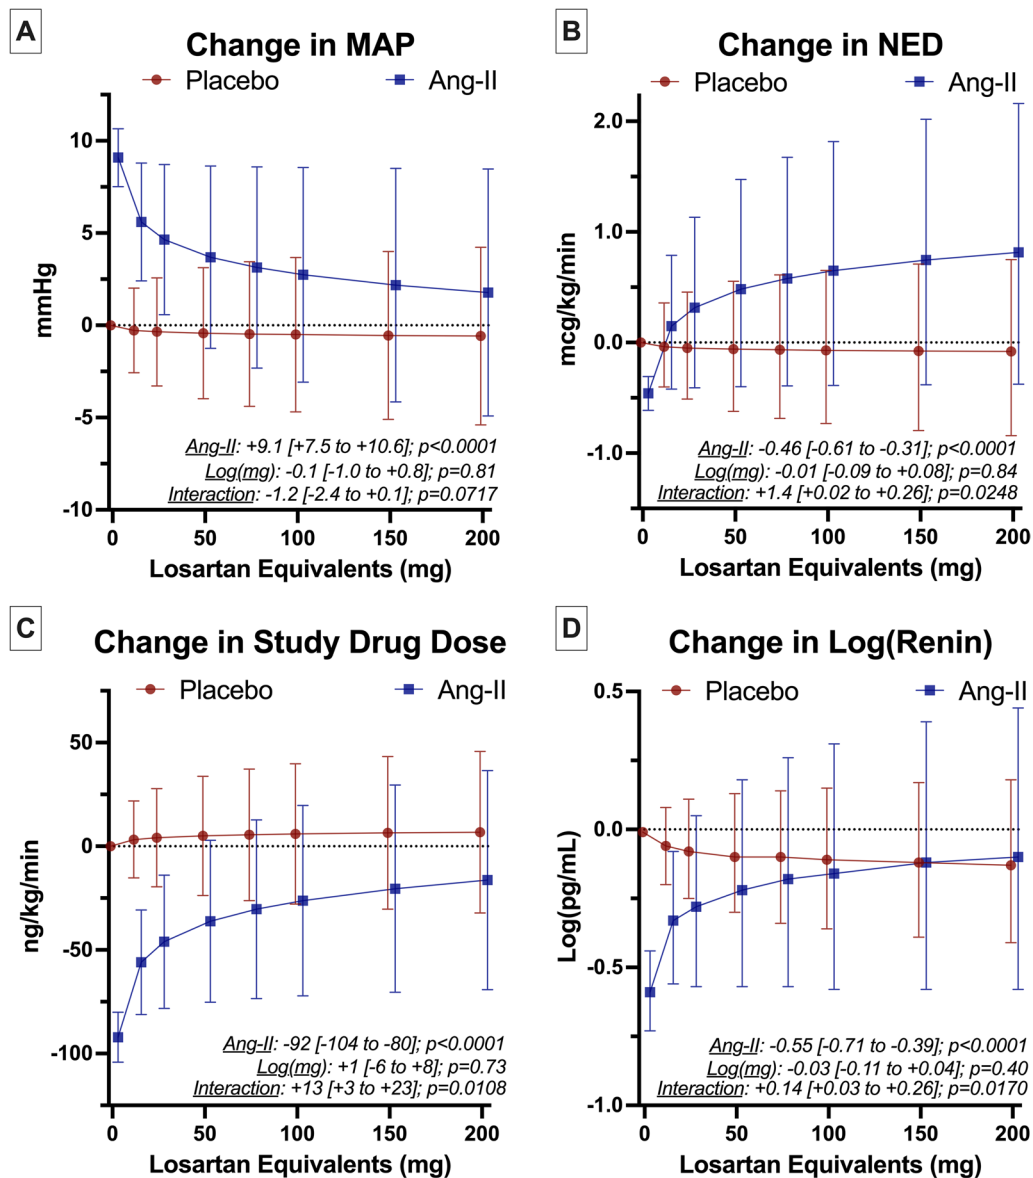 A
Change in MAP
Placebo
Ang-II
10
5
0
-5
-10
mmHg
Ang-II: +9.1 [+7.5 to +10.6]; p<0.0001
Log(mg): -0.1 [-1.0 to +0.8]; p=0.81
Interaction: -1.2 [-2.4 to +0.1]; p=0.0717
0 50 100 150 200
Losartan Equivalents (mg)
B
Change in NED
Placebo
Ang-II
2.0
1.0
0.0
-1.0
mcg/kg/min
Ang-II: -0.46 [-0.61 to -0.31]; p<0.0001
Log(mg): -0.01 [-0.09 to +0.08]; p=0.84
Interaction: +1.4 [+0.02 to +0.26]; p=0.0248
0 50 100 150 200
Losartan Equivalents (mg)
C
Change in Study Drug Dose
Placebo
Ang-II
50
0
-50
-100
ng/kg/min
Ang-II: -92 [-104 to -80]; p<0.0001
Log(mg): +1 [-6 to +8]; p=0.73
Interaction: +13 [+3 to +23]; p=0.0108
0 50 100 150 200
Losartan Equivalents (mg)
D
Change in Log(Renin)
Placebo
Ang-II
0.5
0.0
-0.5
-1.0
Log(pg/mL)
Ang-II: -0.55 [-0.71 to -0.39]; p<0.0001
Log(mg): -0.03 [-0.11 to +0.04]; p=0.40
Interaction: +0.14 [+0.03 to +0.26]; p=0.0170
0 50 100 150 200
Losartan Equivalents (mg)